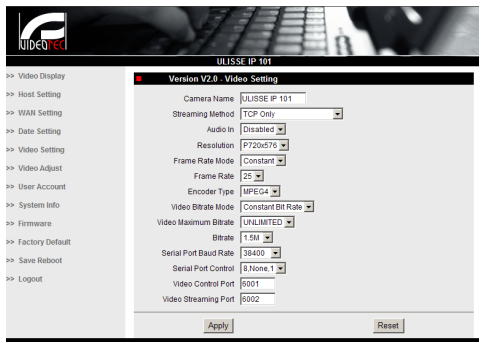 VIDEOTEC
ULISSE IP 101
>> Video Display
>> Host Setting
>> WAN Setting
>> Date Setting
>> Video Setting
>> Video Adjust
>> User Account
>> System Info
>> Firmware
>> Factory Default
>> Save Reboot
>> Logout
Version V2.0 - Video Setting
Camera Name ULISSE IP 101
Streaming Method TCP Only
Audio In Disabled
Resolution P720x576
Frame Rate Mode Constant
Frame Rate 25
Encoder Type MPEG4
Video Bitrate Mode Constant Bit Rate
Video Maximum Bitrate UNLIMITED
Bitrate 1.5M
Serial Port Baud Rate 38400
Serial Port Control 8,None,1
Video Control Port 6001
Video Streaming Port 6002
Apply Reset